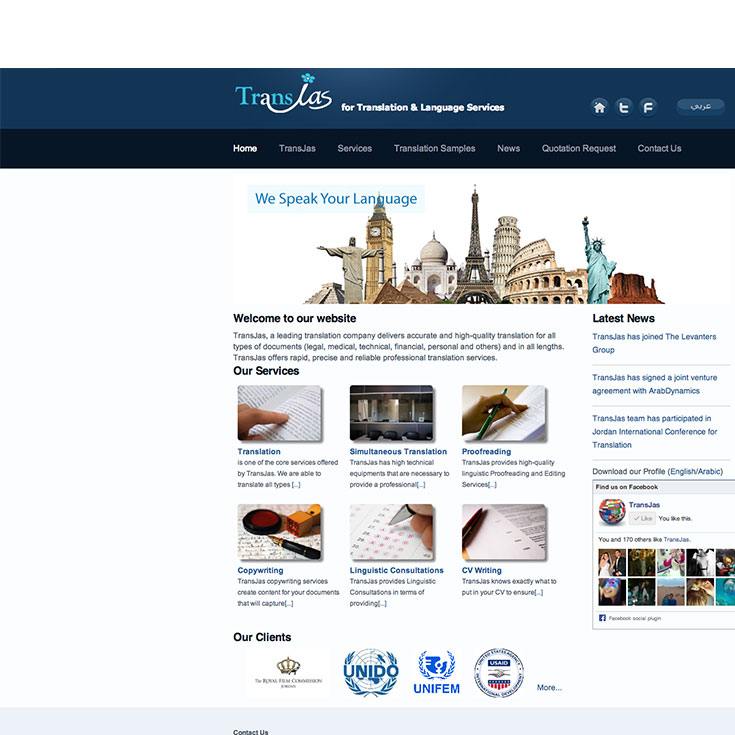 TransJas
for Translation & Language Services
عربي
Home TransJas Services Translation Samples News Quotation Request Contact Us
We Speak Your Language
Welcome to our website
TransJas, a leading translation company delivers accurate and high-quality translation for all
types of documents (legal, medical, technical, financial, personal and others) and in all lengths.
TransJas offers rapid, precise and reliable professional translation services.
Our Services
Translation
is one of the core services offered
by TransJas. We are able to
translate all types [...]
Simultaneous Translation
TransJas has high technical
equipments that are necessary to
provide a professional[...]
Proofreading
TransJas provides high-quality
linguistic Proofreading and Editing
Services[...]
Copywriting
TransJas copywriting services
create content for your documents
that will capture[...]
Linguistic Consultations
TransJas provides Linguistic
Consultations in terms of
providing[...]
CV Writing
TransJas knows exactly what to
put in your CV to ensure[...]
Latest News
TransJas has joined The Levanters
Group
TransJas has signed a joint venture
agreement with ArabDynamics
TransJas team has participated in
Jordan International Conference for
Translation
Download our Profile (English/Arabic)
Find us on Facebook
TransJas
Like You like this.
You and 170 others like TransJas.
Facebook social plugin
Our Clients
The Royal Film Commission
Jordan
UNIDO
UNIFEM
UNITED STATES AGENCY
USAID
INTERNATIONAL DEVELOPMENT
More...
Contact Us